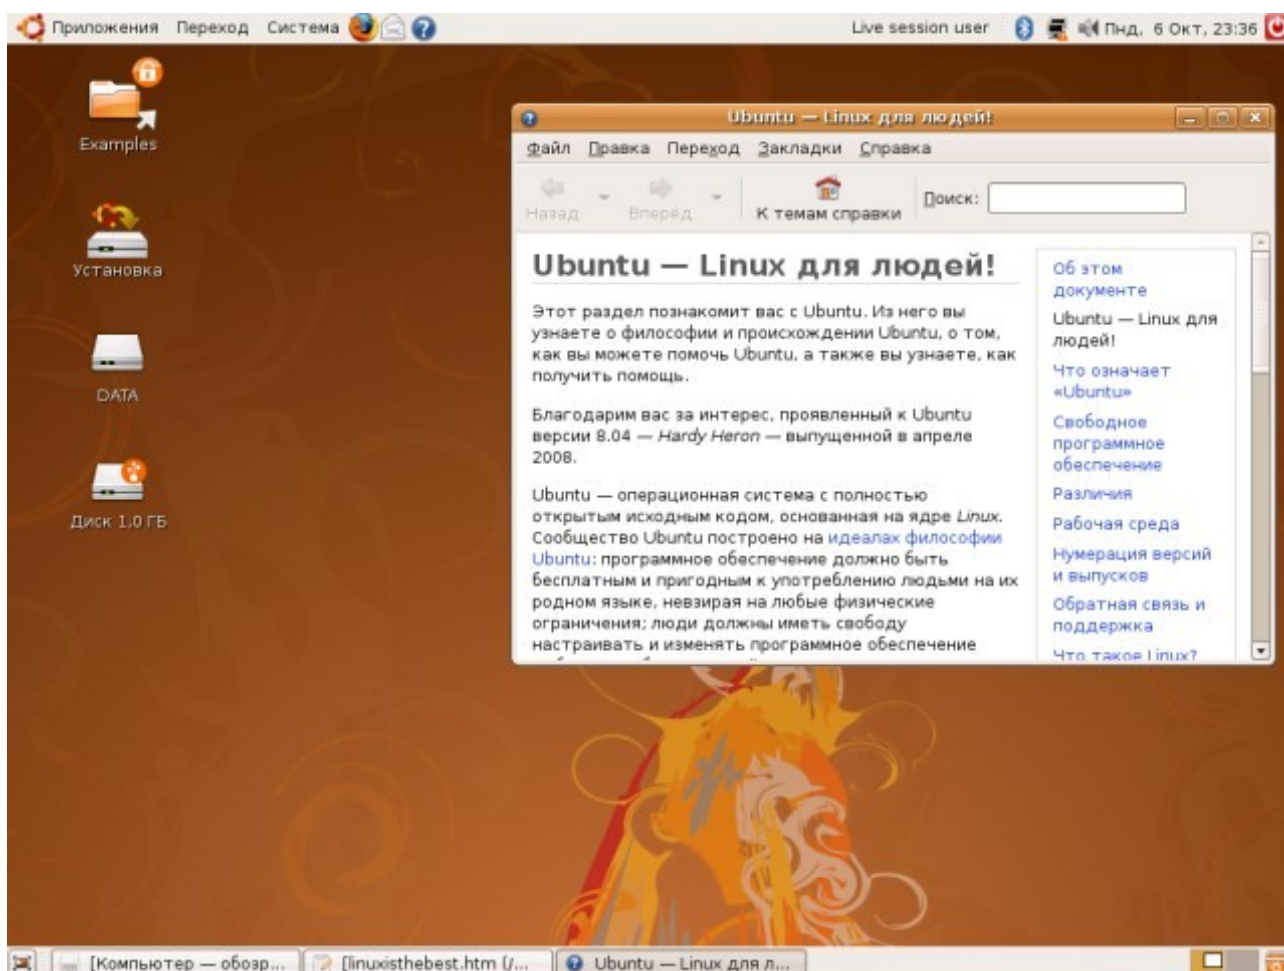 Приложения Переход Система Live session user Пнд, 6 Окт, 23:36
Examples
Установка
DATA
Диск 1.0 ГБ
Ubuntu — Linux для людей!
Файл Правка Переход Закладки Справка
Назад Вперёд К темам справки Поиск:
Ubuntu — Linux для людей!
Этот раздел познакомит вас с Ubuntu. Из него вы
узнаете о философии и происхождении Ubuntu, о том,
как вы можете помочь Ubuntu, а также вы узнаете, как
получить помощь.
Благодарим вас за интерес, проявленный к Ubuntu
версии 8.04 — Hardy Heron — выпущенной в апреле
2008.
Ubuntu — операционная система с полностью
открытым исходным кодом, основанная на ядре Linux.
Сообщество Ubuntu построено на идеалах философии
Ubuntu: программное обеспечение должно быть
бесплатным и пригодным к употреблению людьми на их
родном языке, невзирая на любые физические
ограничения; люди должны иметь свободу
настраивать и изменять программное обеспечение
Об этом
документе
Ubuntu — Linux для
людей!
Что означает
«Ubuntu»
Свободное
программное
обеспечение
Различия
Рабочая среда
Нумерация версий
и выпусков
Обратная связь и
поддержка
Что такое Linux?
[Компьютер — обозр... [linuxisthebest.htm (/... Ubuntu — Linux для л...